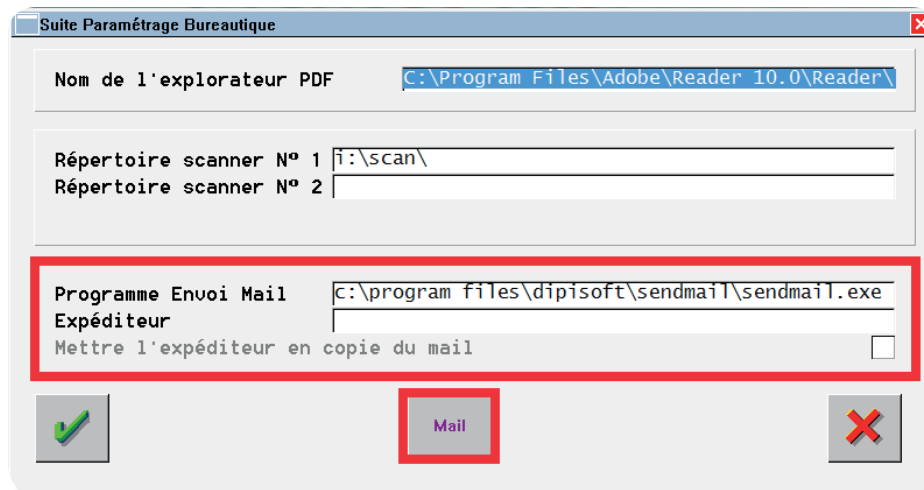 Suite Paramétrage Bureautique
Nom de l'explorateur PDF C:\Program Files\Adobe\Reader 10.0\Reader\
Répertoire scanner Nº 1 i:\scan\
Répertoire scanner Nº 2
Programme Envoi Mail c:\program files\dipisoft\sendmail\sendmail.exe
Expéditeur
Mettre l'expéditeur en copie du mail
Mail